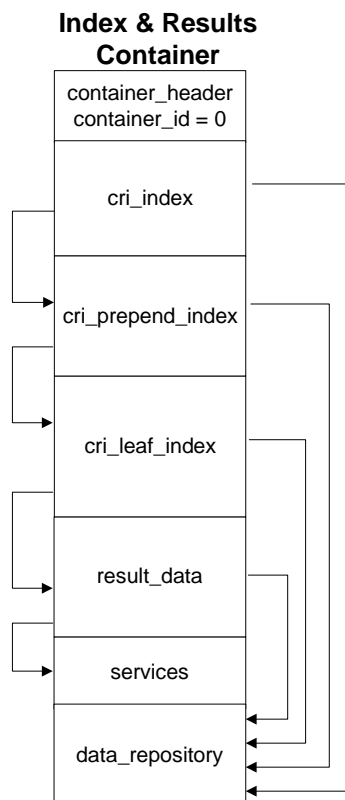 Index & Results
Container
container_header
container_id = 0
cri_index
cri_prepend_index
cri_leaf_index
result_data
services
data_repository